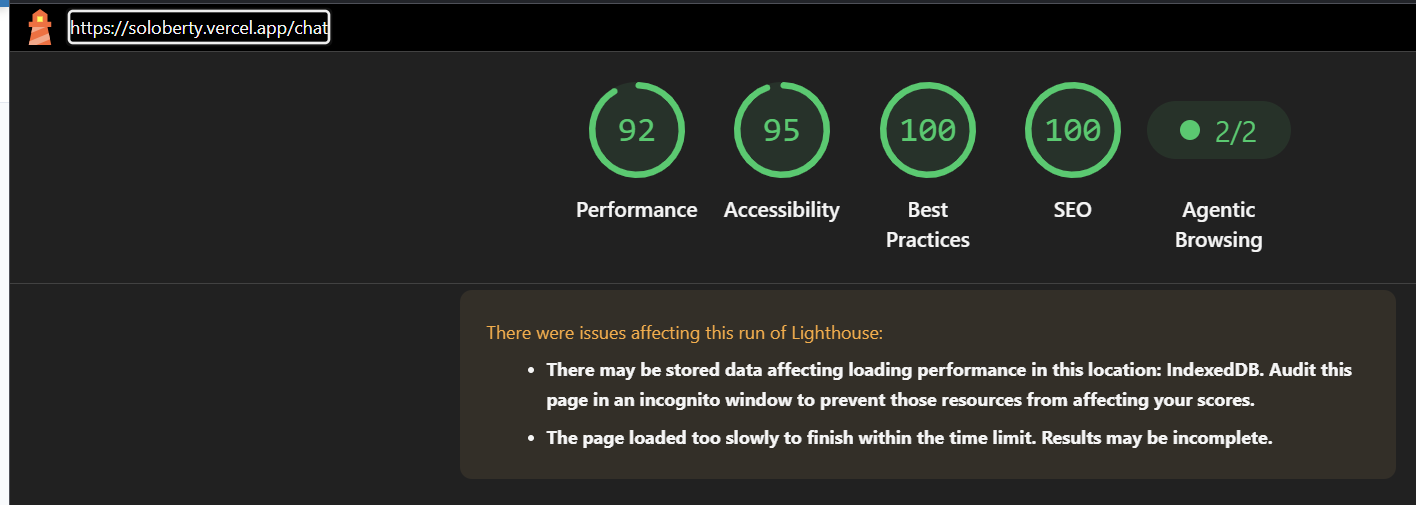 https://soloberty.vercel.app/chat
92
95
100
100
2/2
Performance
Accessibility
Best
Practices
SEO
Agentic
Browsing
There were issues affecting this run of Lighthouse:
• There may be stored data affecting loading performance in this location: IndexedDB. Audit this
page in an incognito window to prevent those resources from affecting your scores.
• The page loaded too slowly to finish within the time limit. Results may be incomplete.